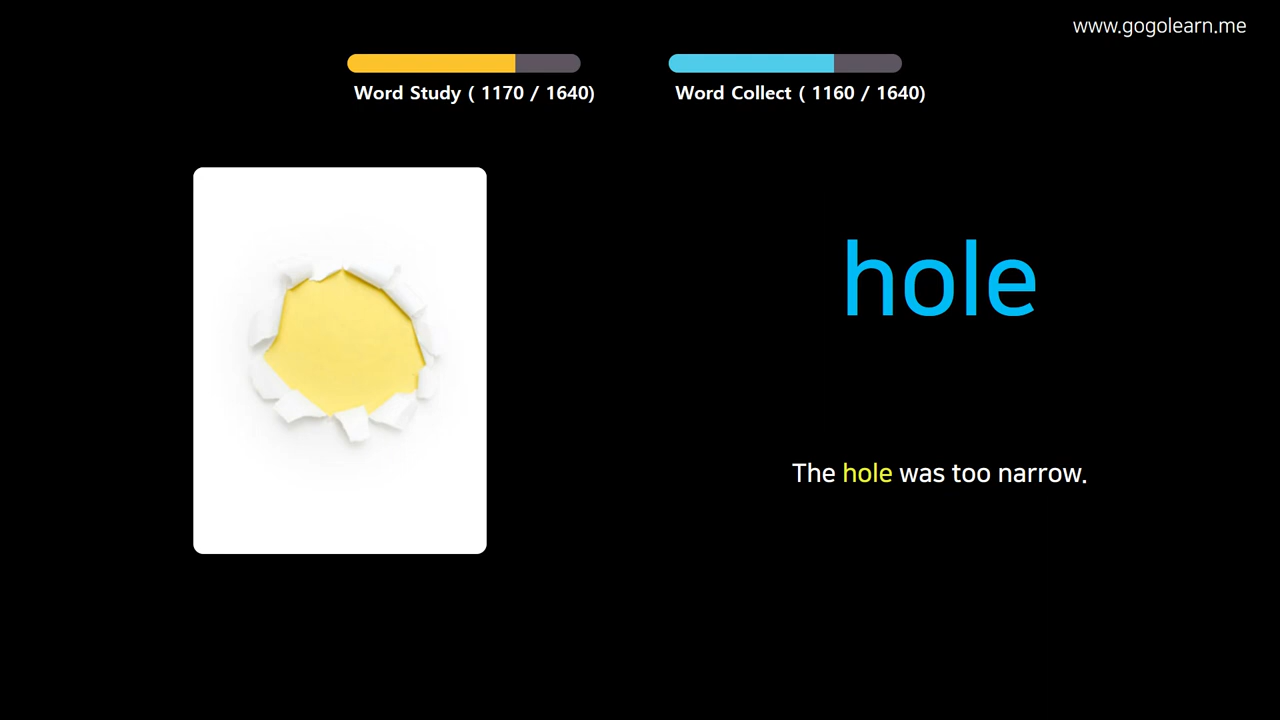 www.gogolearn.me
Word Study ( 1170 / 1640)
Word Collect ( 1160 / 1640)
hole
The hole was too narrow.